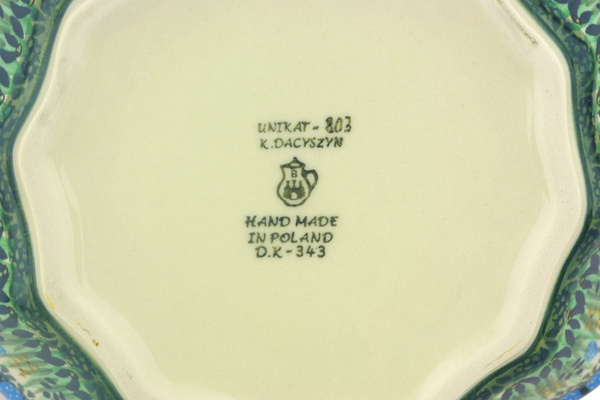 UNIKAT - 803
K.DACYSZYN
B
HAND MADE
IN POLAND
D.K - 343